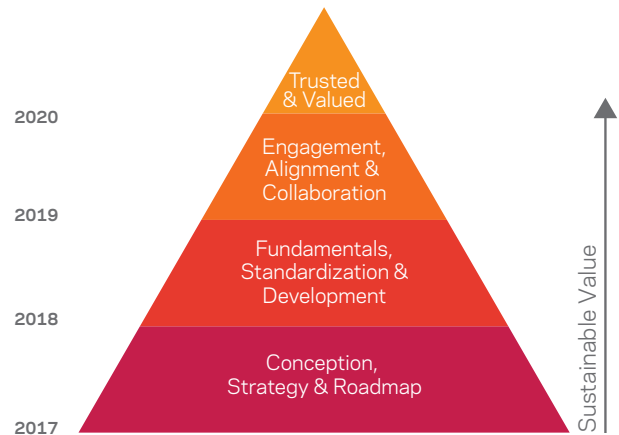 Trusted
& Valued
2020
Engagement,
Alignment &
Collaboration
2019
Fundamentals,
Standardization &
Development
2018
Conception,
Strategy & Roadmap
2017
Sustainable Value